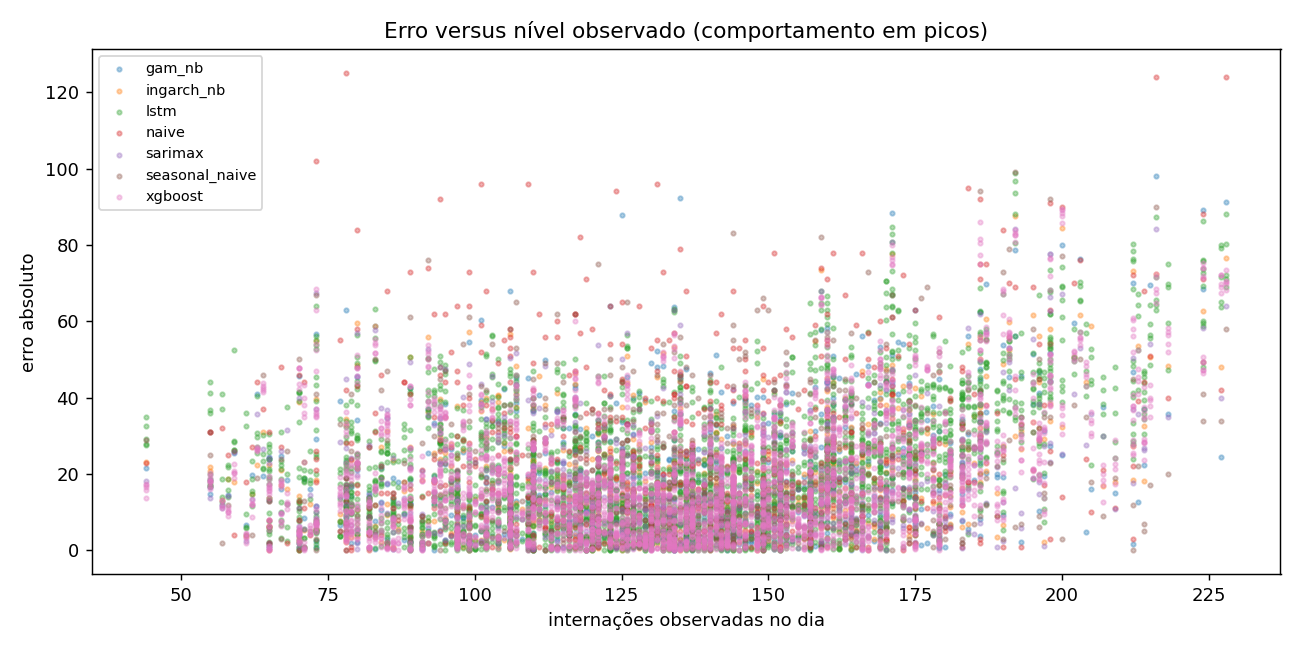 Erro versus nível observado (comportamento em picos)
gam_nb
ingarch_nb
lstm
naive
sarimax
seasonal_naive
xgboost
120
100
80
60
40
20
0
erro absoluto
50 75 100 125 150 175 200 225
internações observadas no dia